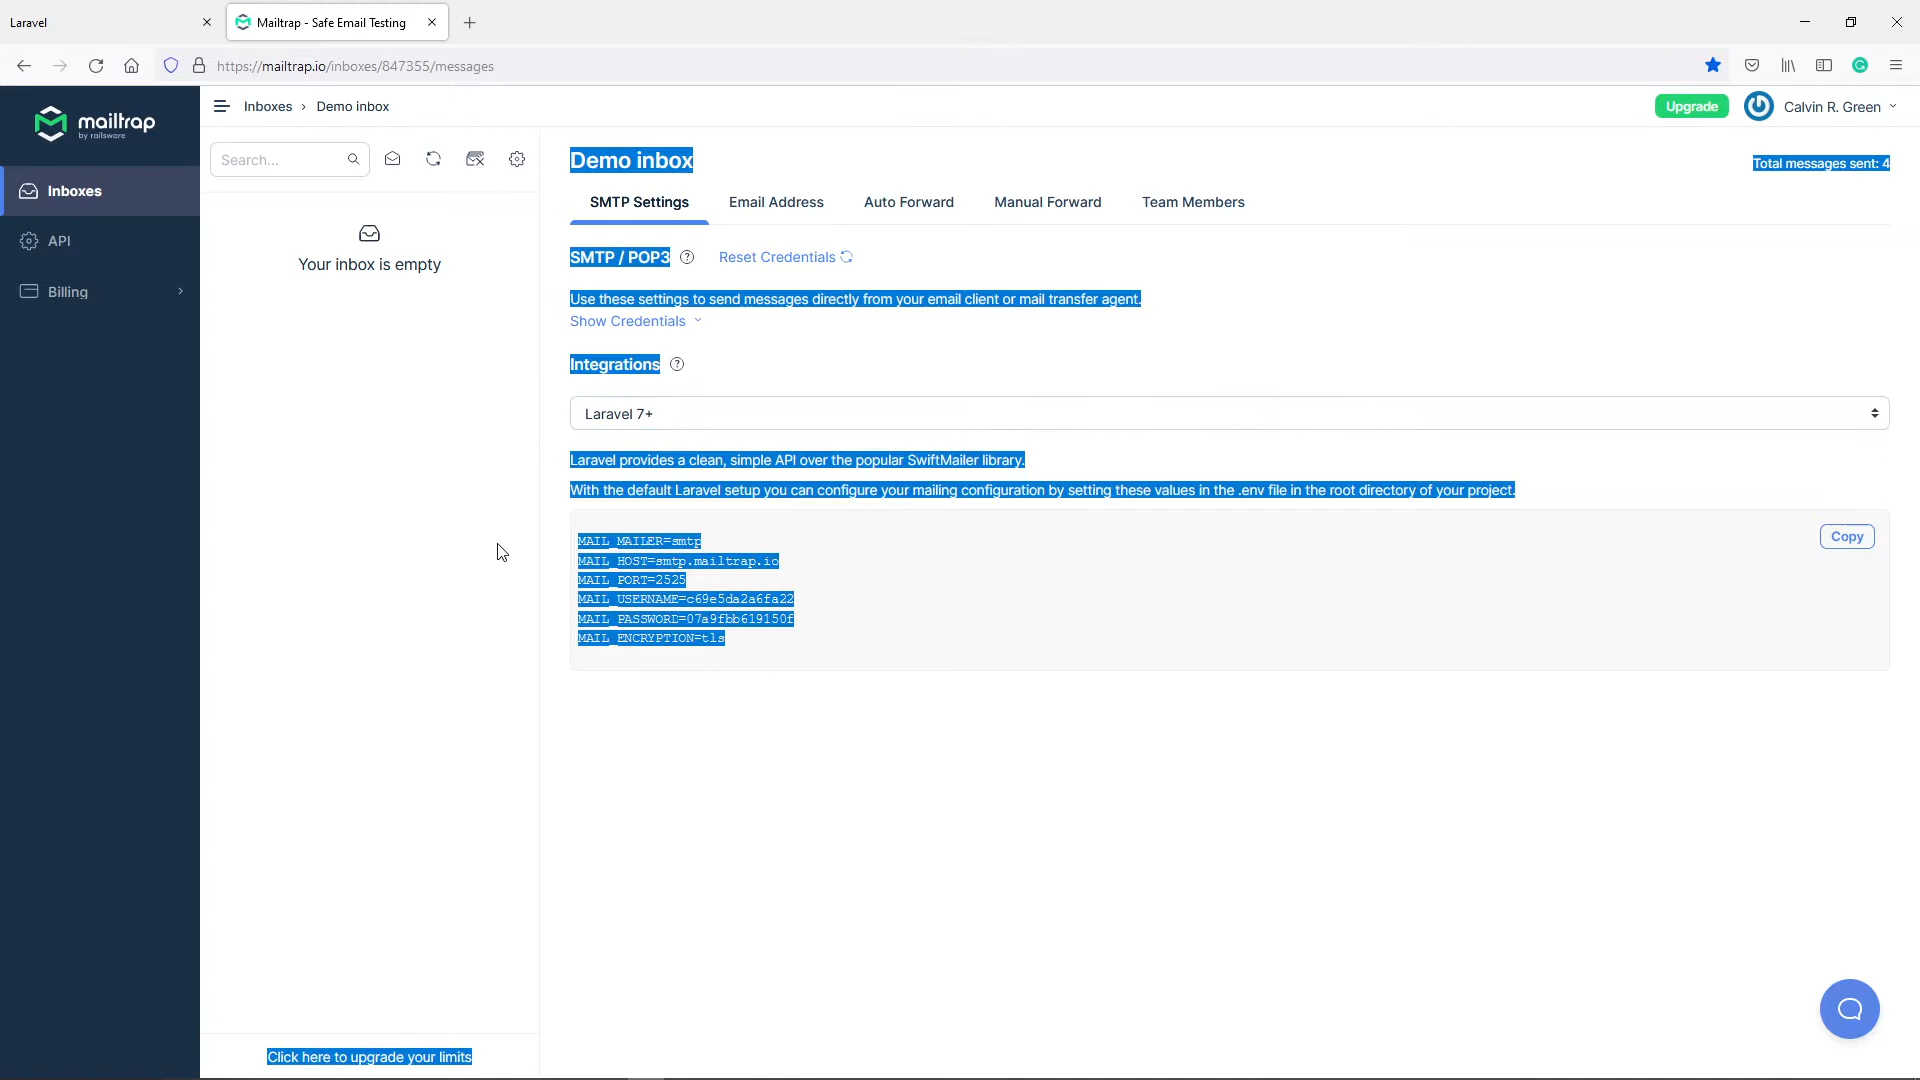 Laravel
Mailtrap - Safe Email Testing
https://mailtrap.io/inboxes/847355/messages
mailtrap
by railsware
Inboxes › Demo inbox
Upgrade
Calvin R. Green
Inboxes
API
Billing
Search...
Your inbox is empty
Click here to upgrade your limits
Demo inbox
Total messages sent: 4
SMTP Settings
Email Address
Auto Forward
Manual Forward
Team Members
SMTP / POP3
Reset Credentials
Use these settings to send messages directly from your email client or mail transfer agent.
Show Credentials
Integrations
Laravel 7+
Laravel provides a clean, simple API over the popular SwiftMailer library.
With the default Laravel setup you can configure your mailing configuration by setting these values in the .env file in the root directory of your project.
Copy
MAIL_MAILER=smtp
MAIL_HOST=smtp.mailtrap.io
MAIL_PORT=2525
MAIL_USERNAME=c69e5da2a6fa22
MAIL_PASSWORD=07a9fbb619150f
MAIL_ENCRYPTION=tls